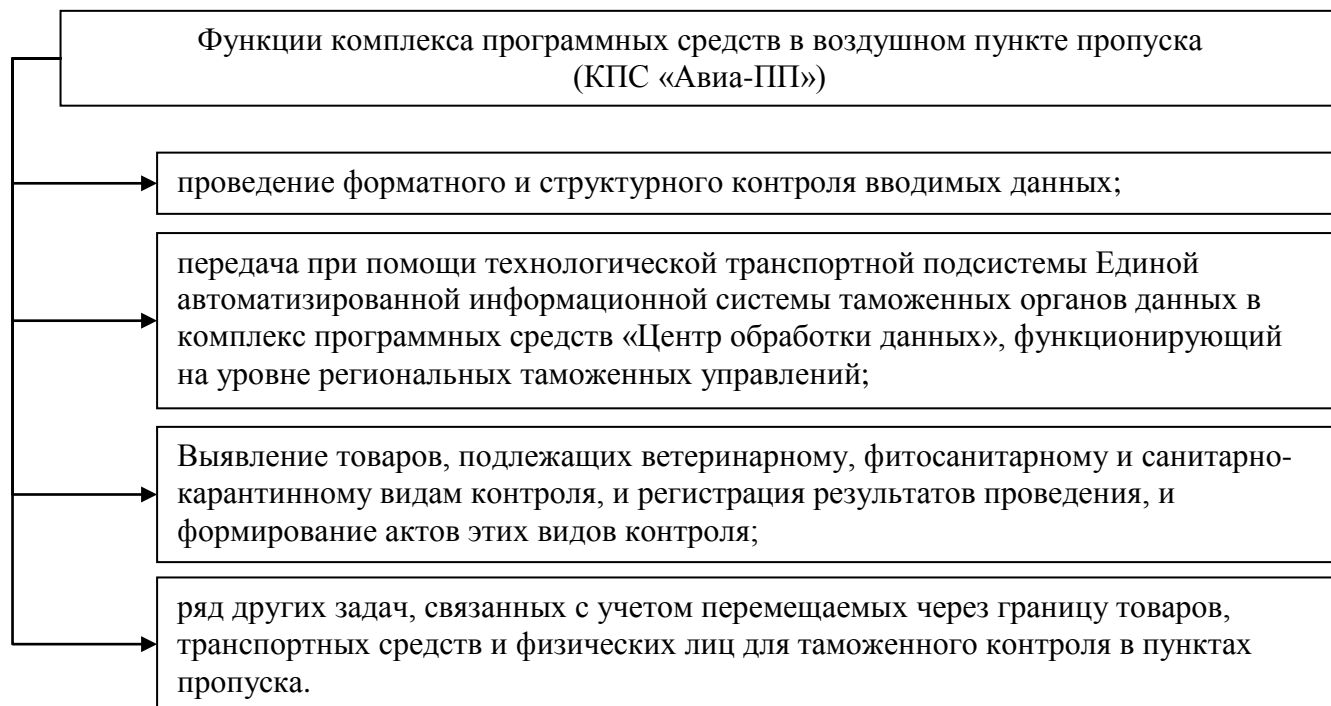 Функции комплекса программных средств в воздушном пункте пропуска
(КПС «Авиа-ПП»)
проведение форматного и структурного контроля вводимых данных;
передача при помощи технологической транспортной подсистемы Единой
автоматизированной информационной системы таможенных органов данных в
комплекс программных средств «Центр обработки данных», функционирующий
на уровне региональных таможенных управлений;
Выявление товаров, подлежащих ветеринарному, фитосанитарному и санитарно-
карантинному видам контроля, и регистрация результатов проведения, и
формирование актов этих видов контроля;
ряд других задач, связанных с учетом перемещаемых через границу товаров,
транспортных средств и физических лиц для таможенного контроля в пунктах
пропуска.